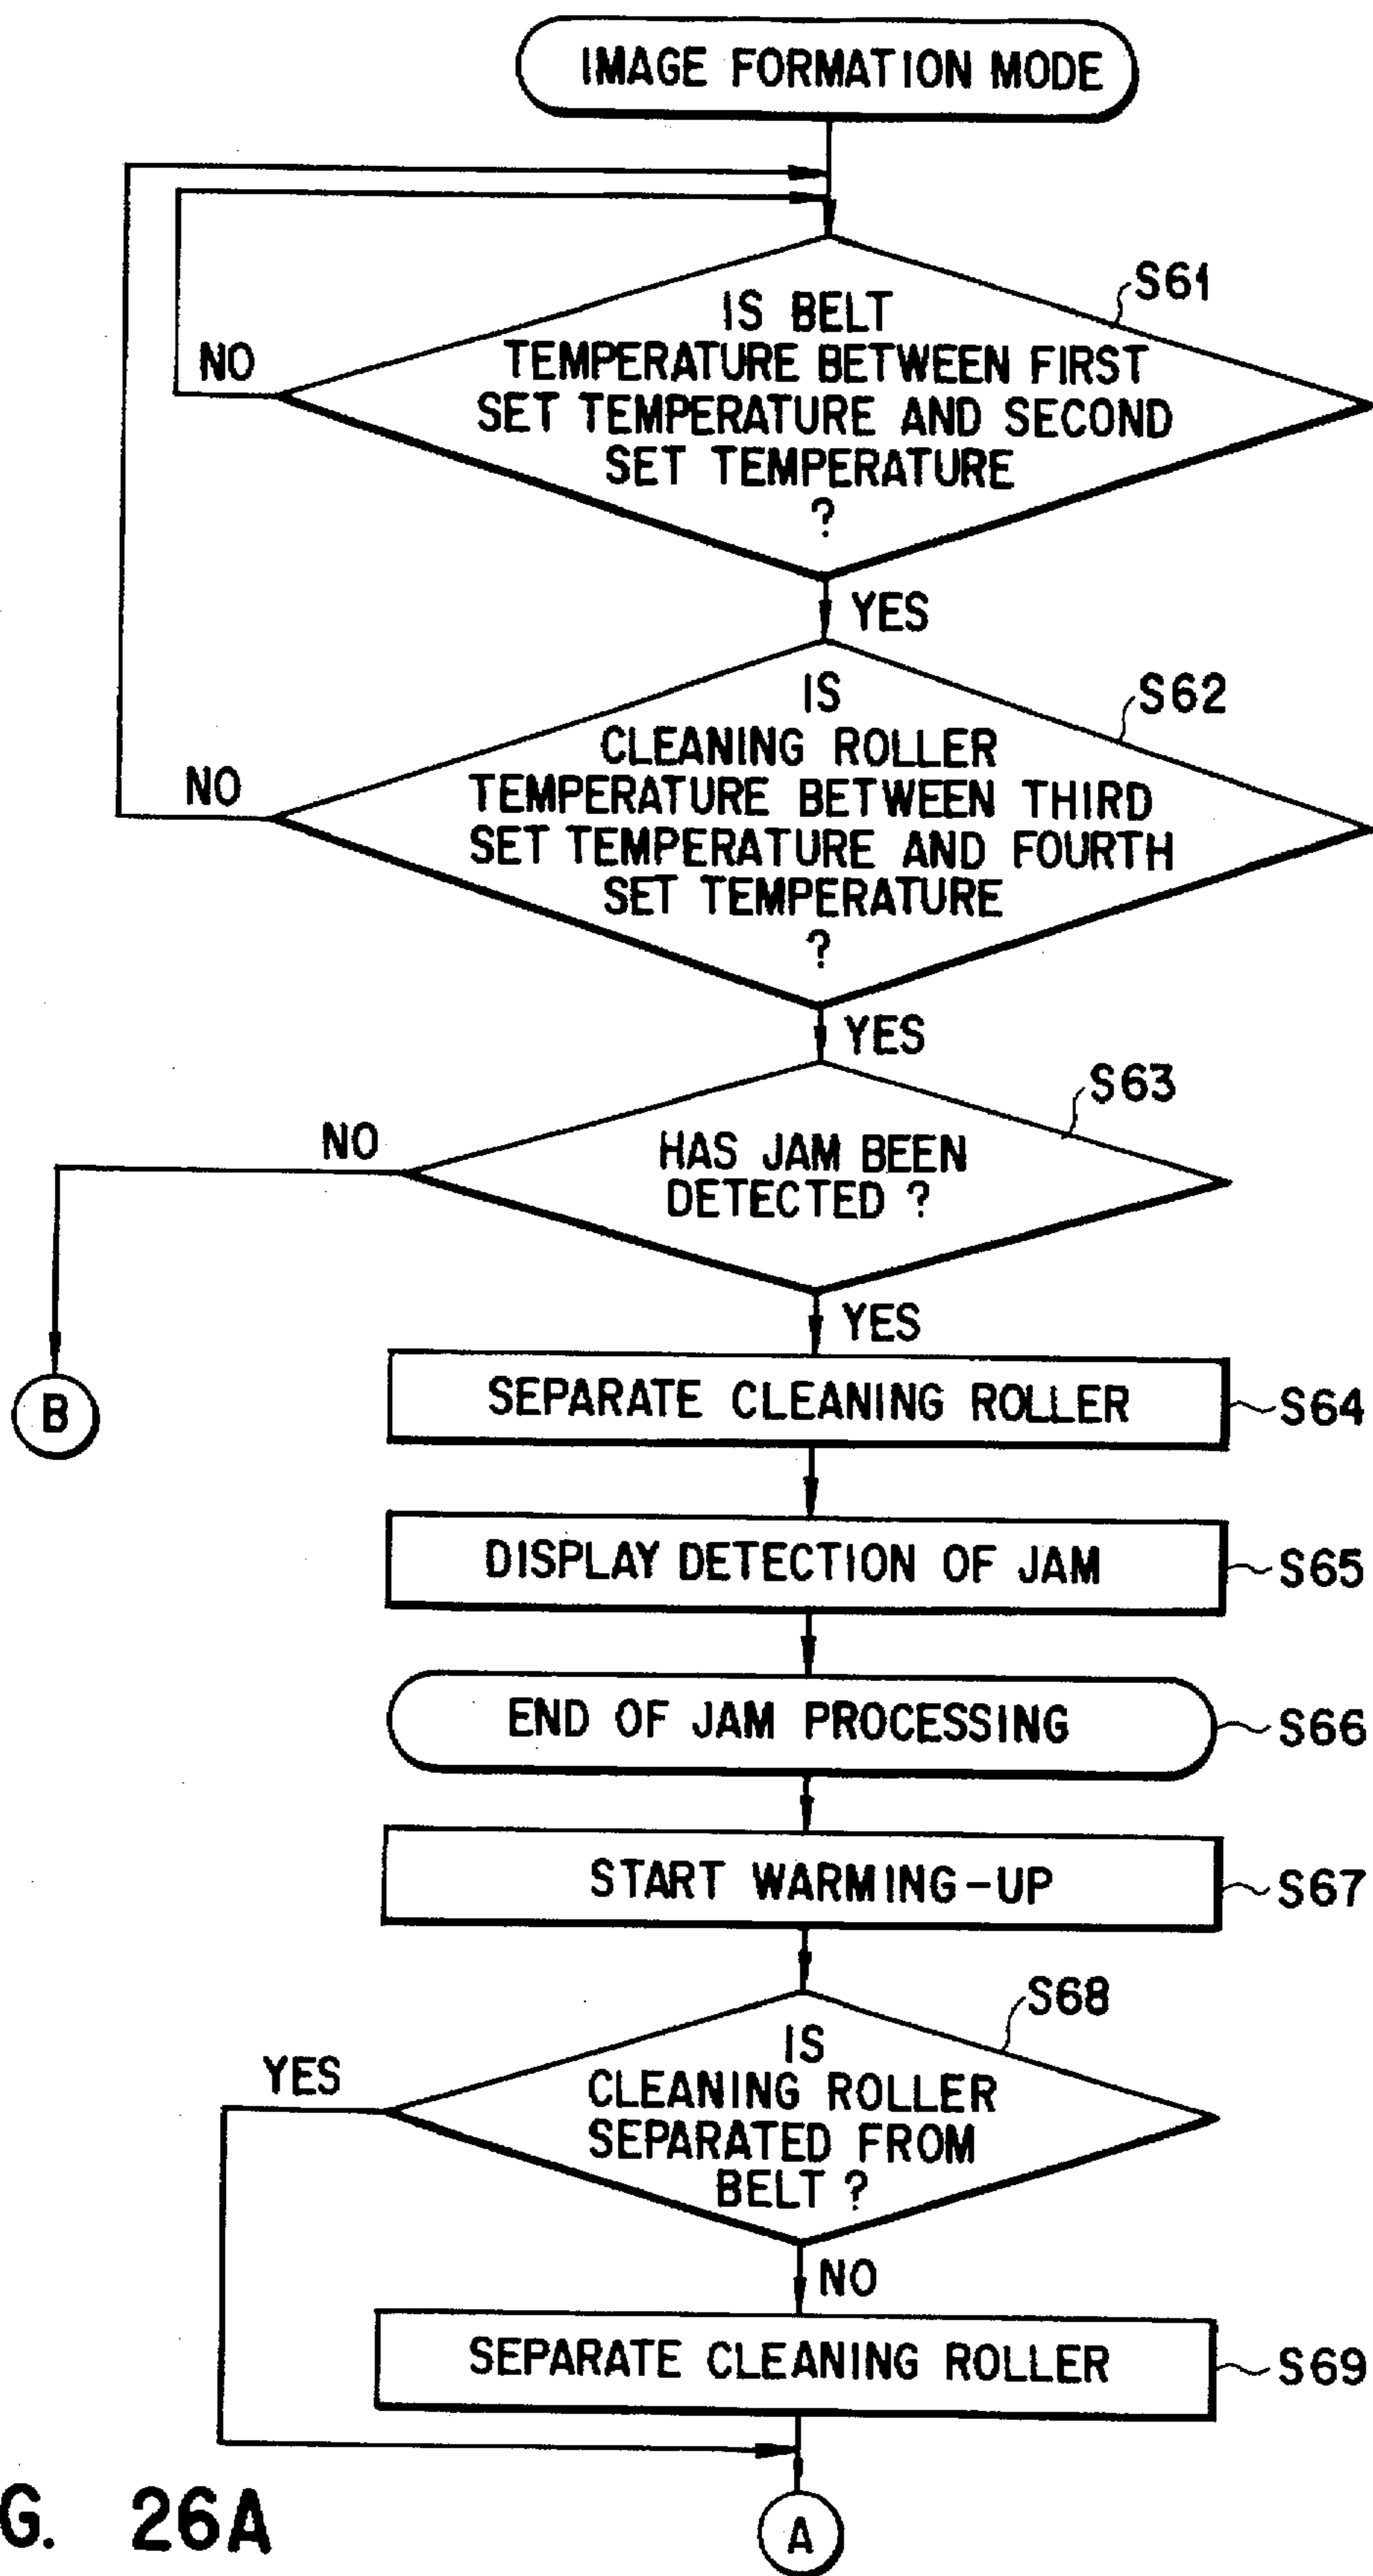 IMAGE FORMATION MODE
S61
IS BELT
TEMPERATURE BETWEEN FIRST
SET TEMPERATURE AND SECOND
SET TEMPERATURE
?
NO
YES
S62
IS
CLEANING ROLLER
TEMPERATURE BETWEEN THIRD
SET TEMPERATURE AND FOURTH
SET TEMPERATURE
?
NO
YES
S63
HAS JAM BEEN
DETECTED ?
NO
B
YES
SEPARATE CLEANING ROLLER
S64
DISPLAY DETECTION OF JAM
S65
END OF JAM PROCESSING
S66
START WARMING-UP
S67
S68
IS
CLEANING ROLLER
SEPARATED FROM
BELT ?
YES
NO
SEPARATE CLEANING ROLLER
S69
A
G. 26A